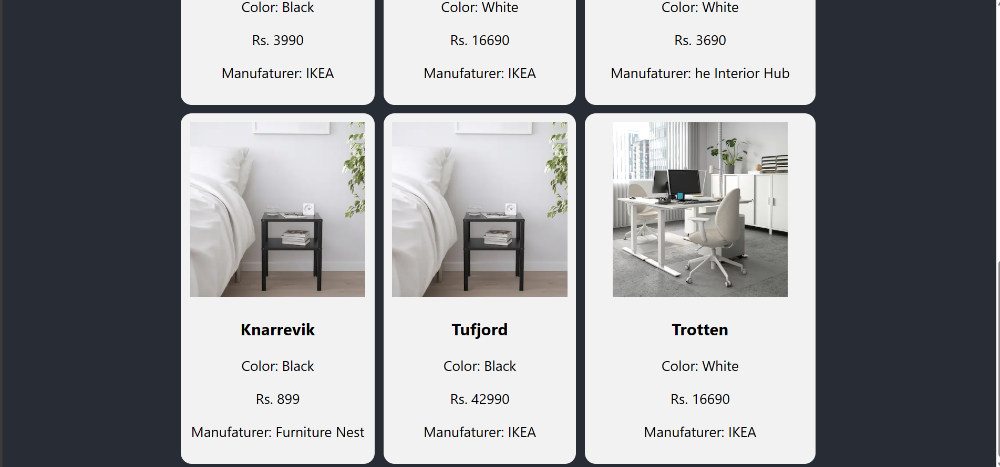 Color: Black
Color: White
Color: White
Rs. 3990
Rs. 16690
Rs. 3690
Manufaturer: IKEA
Manufaturer: IKEA
Manufaturer: he Interior Hub
Knarrevik
Tufjord
Trotten
Color: Black
Color: Black
Color: White
Rs. 899
Rs. 42990
Rs. 16690
Manufaturer: Furniture Nest
Manufaturer: IKEA
Manufaturer: IKEA